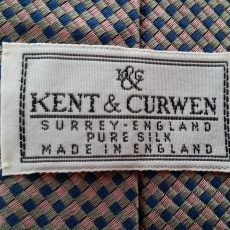 K&C
KENT & CURWEN
SURREY-ENGLAND
PURE SILK
MADE IN ENGLAND